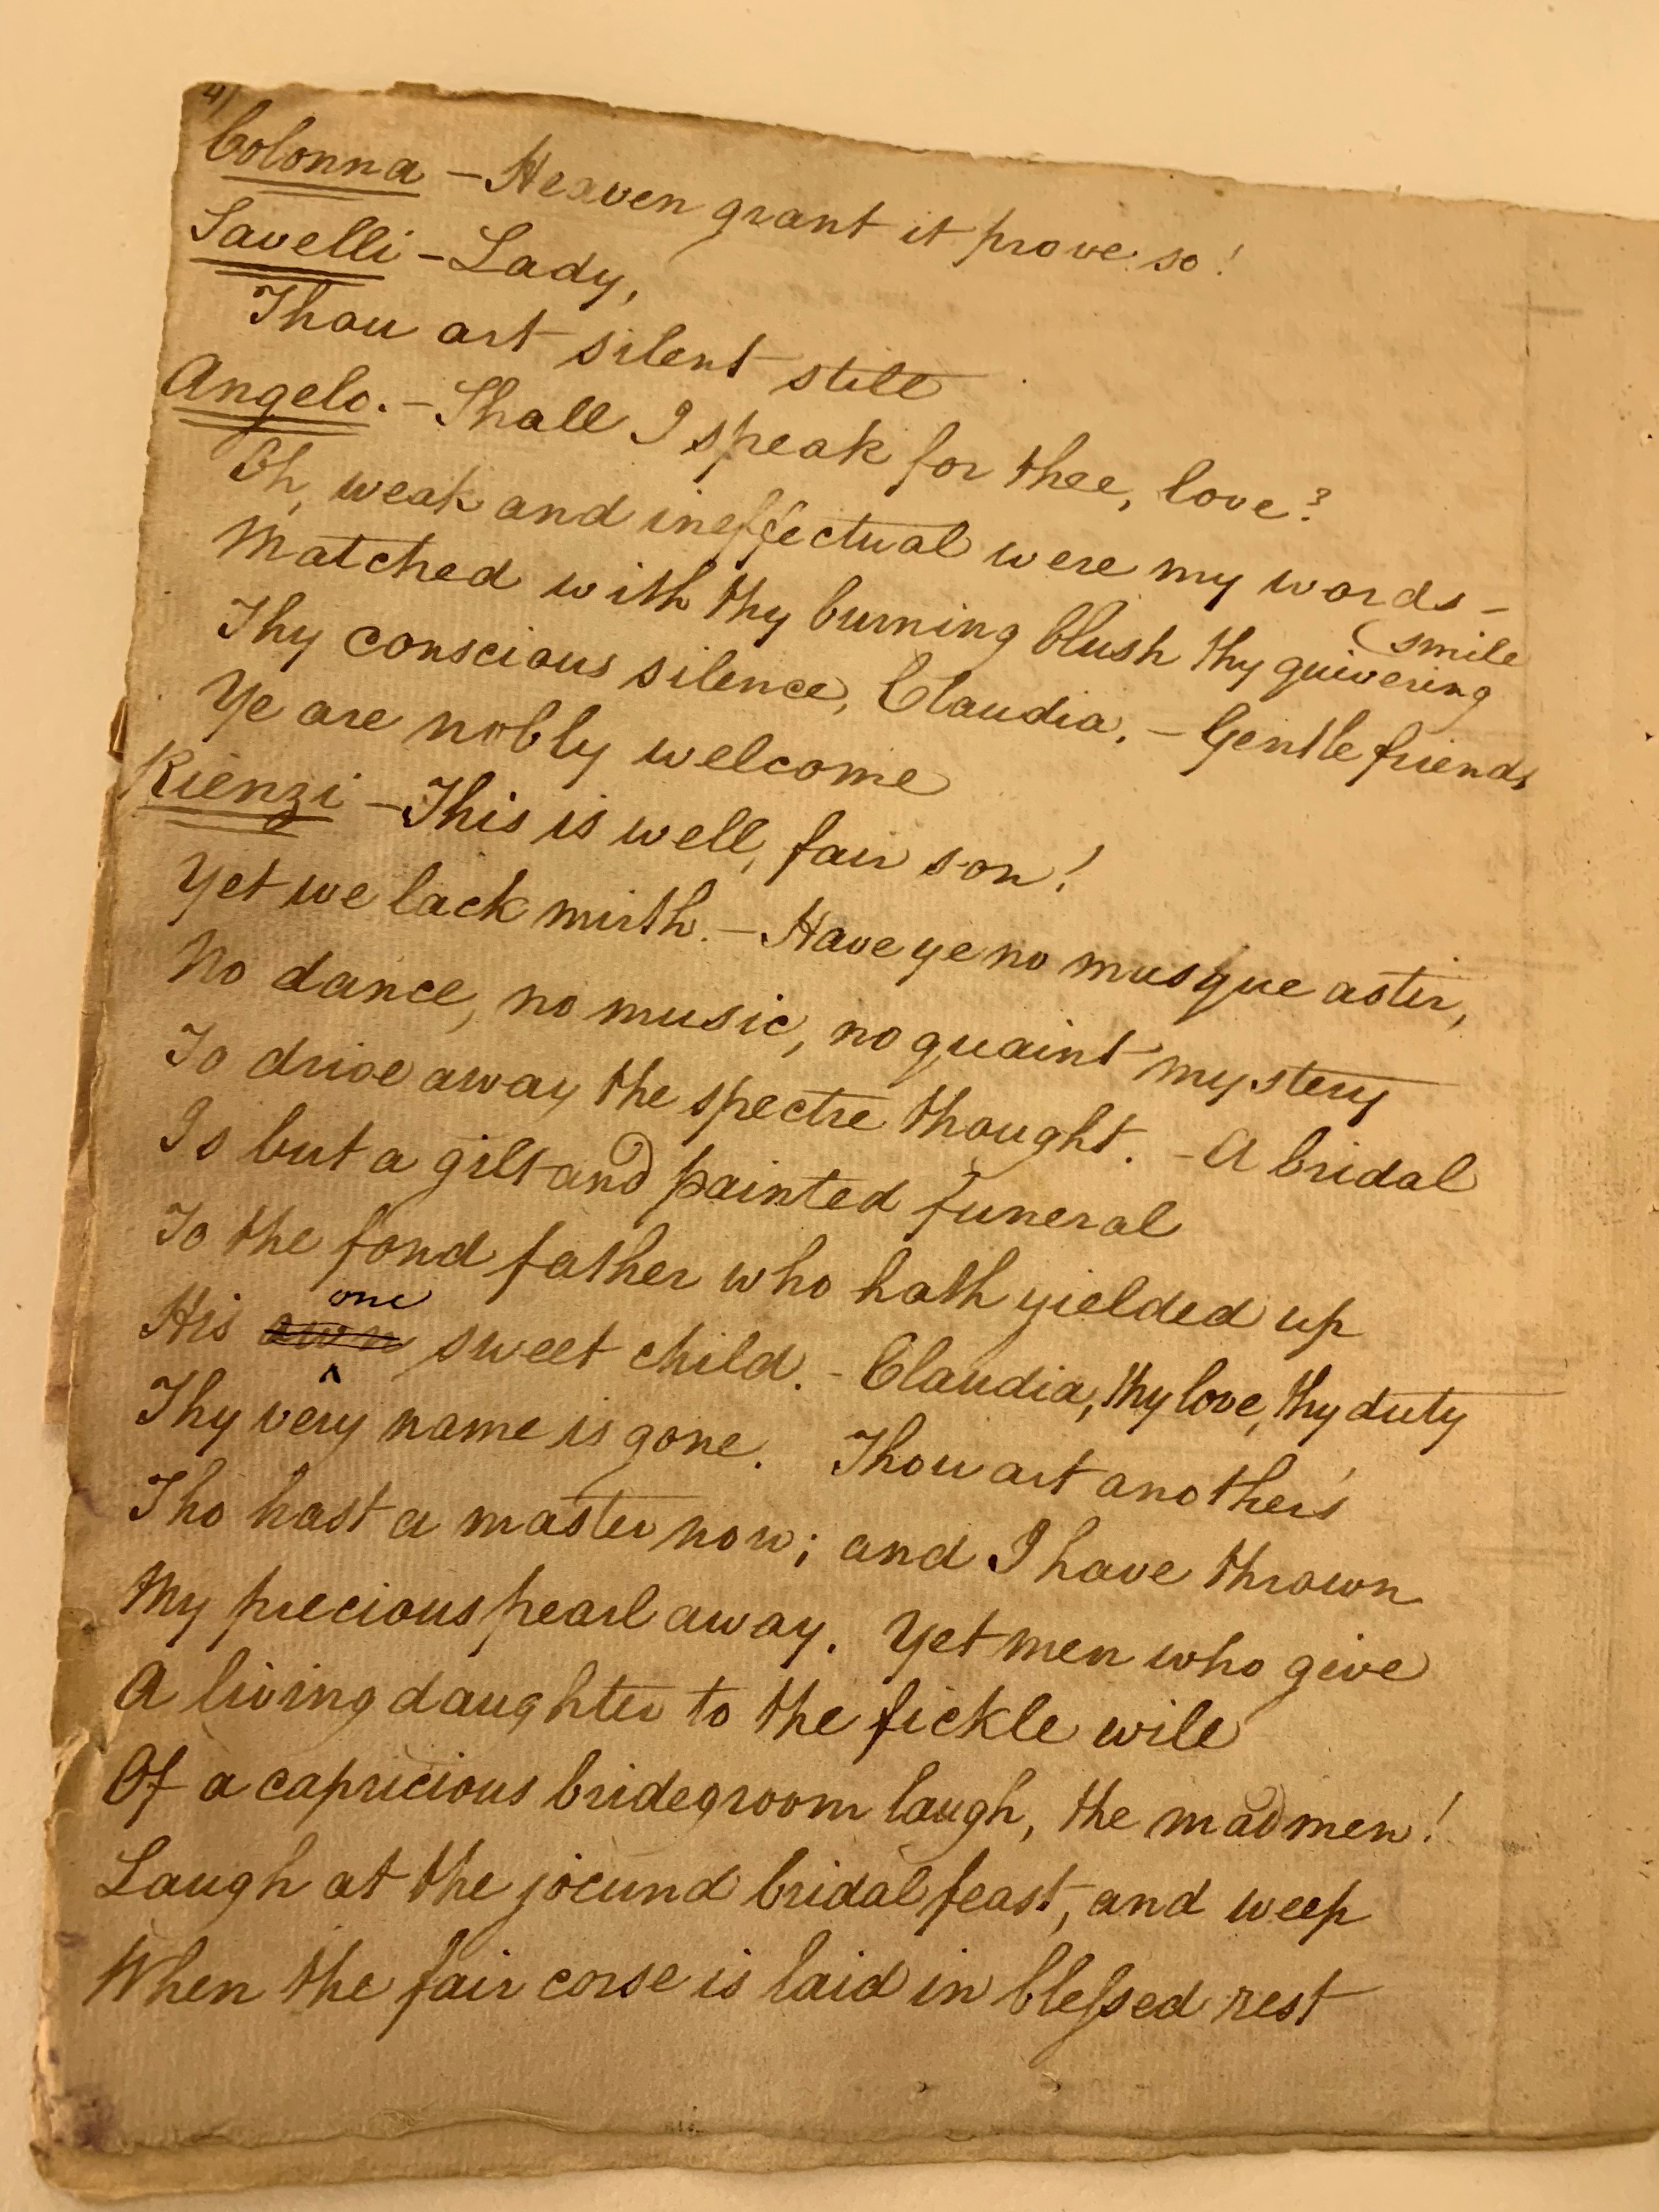 4/
Colonna – Heaven grant it prove so!
Savelli – Lady,
Thou art silent still
Angelo. – Shall I speak for thee, love?
Oh, weak and ineffectual were my words –
Matched with thy burning blush thy quivering (smile
Thy conscious silence, Claudia. – Gentle friends
Ye are nobly welcome
Rienzi – This is well, fair son!
Yet we lack mirth. – Have ye no masque astir,
No dance, no music, no quaint mystery
To drive away the spectre thought. – A bridal
Is but a gilt and painted funeral
To the fond father who hath yielded up
His own one sweet child. – Claudia, thy love, thy duty
Thy very name is gone. Thou art another's
Tho hast a master now; and I have thrown
My precious pearl away. Yet men who give
A living daughter to the fickle will
Of a capricious bridegroom laugh, the madmen!
Laugh at the jocund bridal feast, and weep
When the fair corse is laid in blessed rest